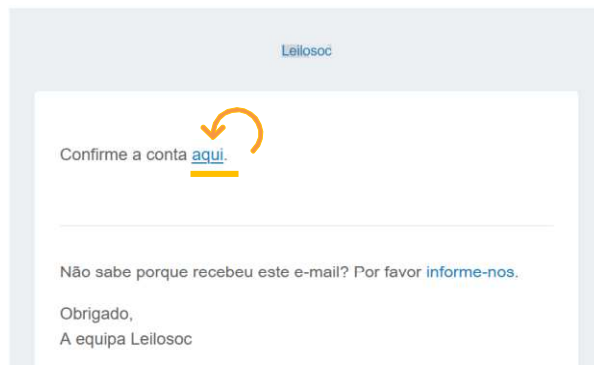 Leilosoc
Confirme a conta aqui.
Não sabe porque recebeu este e-mail? Por favor informe-nos.
Obrigado,
A equipa Leilosoc